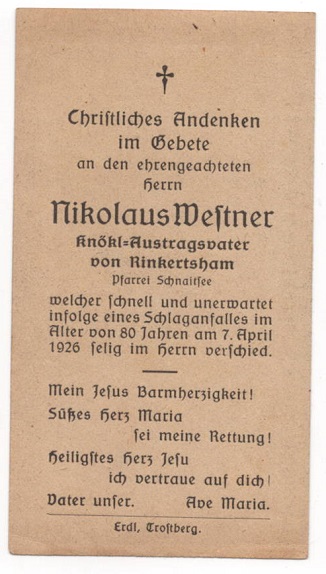 Christliches Andenken
im Gebete
an den ehrengeachteten
Herrn
Nikolaus Westner
Knökl=Austragsvater
von Rinkertsham
Pfarrei Schnaitsee
welcher schnell und unerwartet
infolge eines Schlaganfalles im
Alter von 80 Jahren am 7. April
1926 selig im Herrn verschied.
Mein Jesus Barmherzigkeit!
Süßes Herz Maria
sei meine Rettung!
Heiligstes Herz Jesu
ich vertraue auf dich!
Vater unser. Ave Maria.
Erdl, Trostberg.